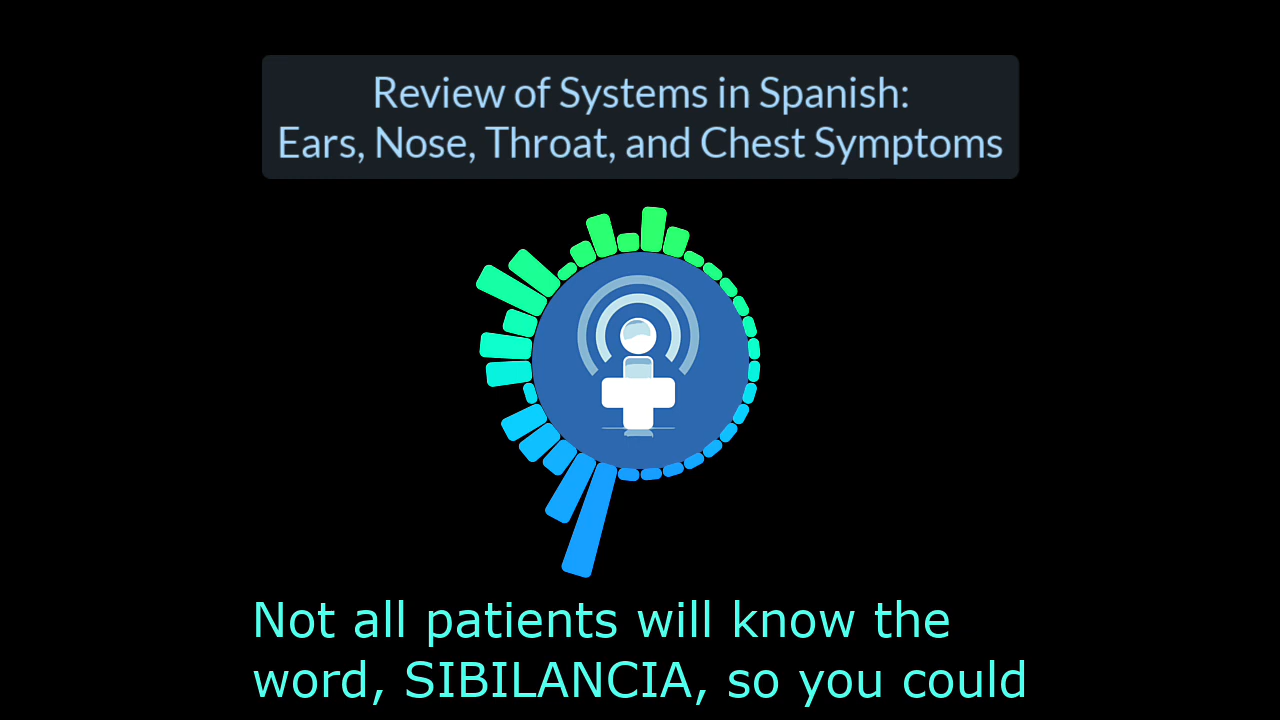 Review of Systems in Spanish:
Ears, Nose, Throat, and Chest Symptoms
Not all patients will know the
word, SIBILANCIA, so you could